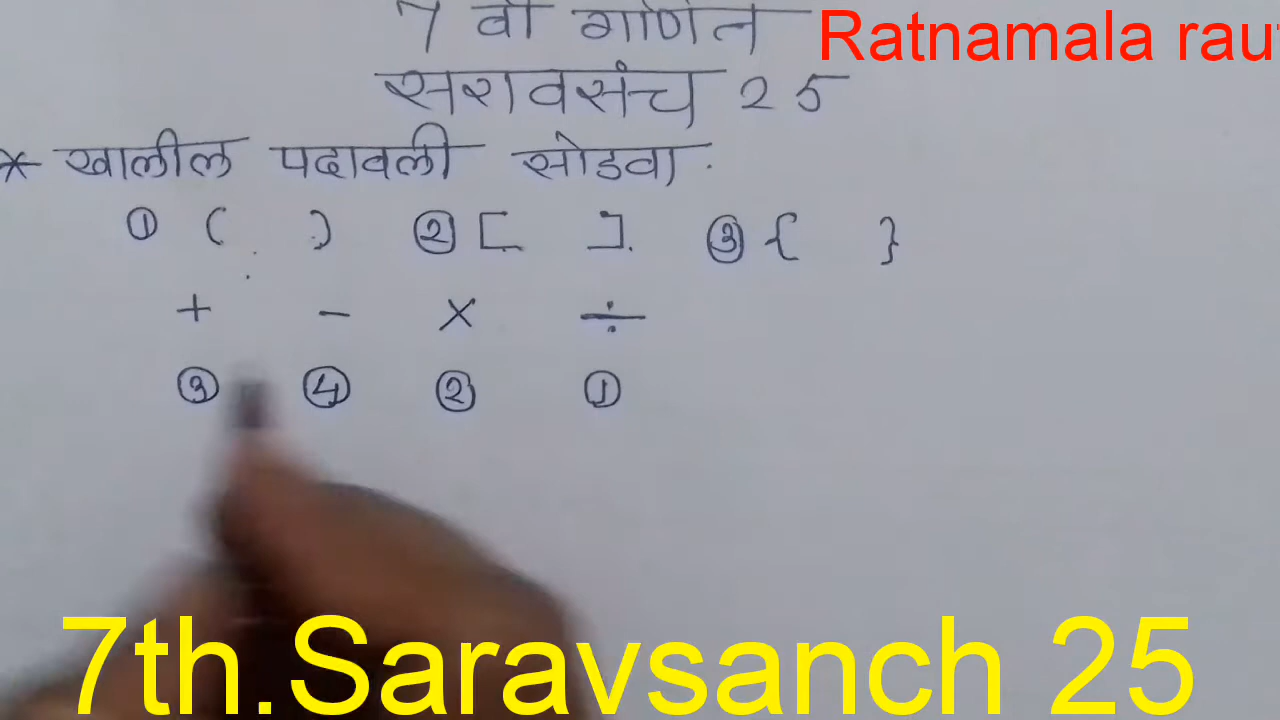 7 वी गणित
Ratnamala rau
सरावसंच 25
* खालील पदावली सोडवा.
① ( ) ② [ ] ③ { }
+ - × ÷
③ ④ ② ①
7th.Saravsanch 25